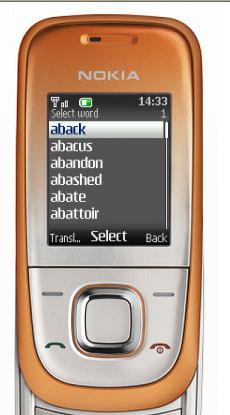 NOKIA
14:33
Select word 1
aback
abacus
abandon
abashed
abate
abattoir
Transl... Select Back